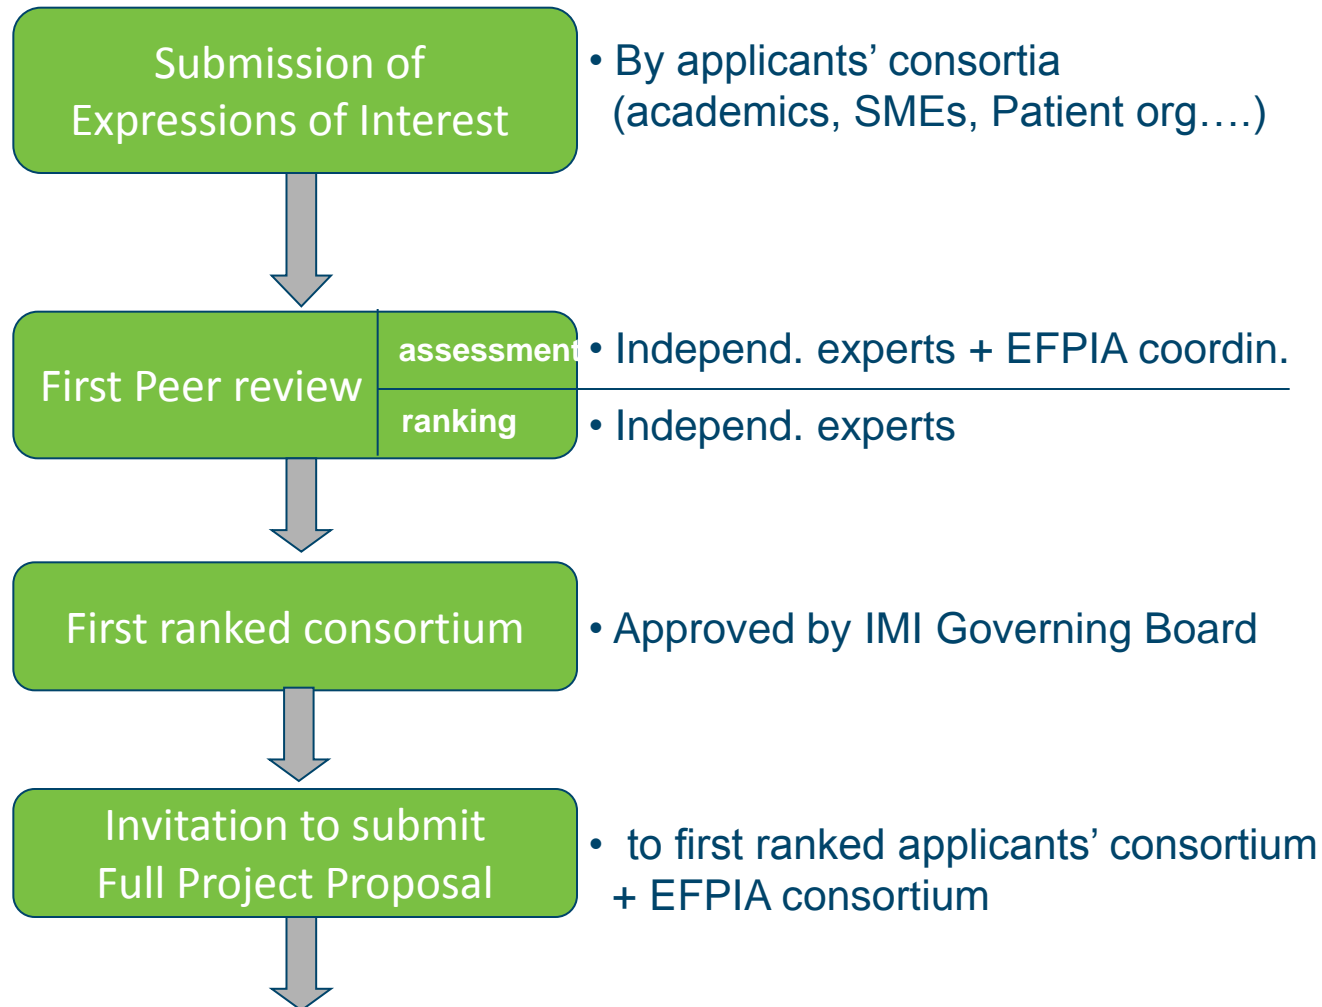 Submission of
Expressions of Interest
• By applicants’ consortia
(academics, SMEs, Patient org….)
First Peer review
assessment
• Independ. experts + EFPIA coordin.
ranking
• Independ. experts
First ranked consortium
• Approved by IMI Governing Board
Invitation to submit
Full Project Proposal
• to first ranked applicants’ consortium
+ EFPIA consortium